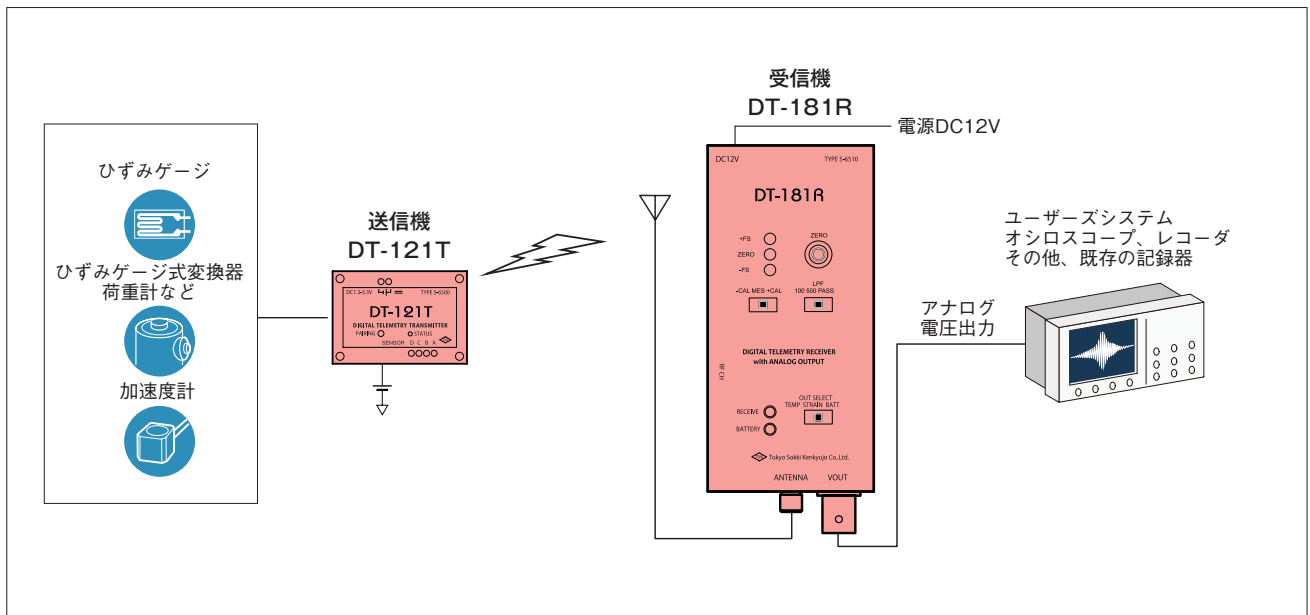 ひずみゲージ
ひずみゲージ式変換器
荷重計など
加速度計
送信機
DT-121T
DC1.3-3.3V
TYPE S-6500
DT-121T
DIGITAL TELEMETRY TRANSMITTER
PAIRING
STATUS
SENSOR D C B A
受信機
DT-181R
電源DC12V
DC12V
TYPE S-6510
DT-181R
+FS
ZERO
-FS
ZERO
-CAL MES +CAL
LPF
100 500 PASS
DIGITAL TELEMETRY RECEIVER
with ANALOG OUTPUT
RF CH
RECEIVE
BATTERY
OUT SELECT
TEMP STRAIN BATT
Tokyo Sokki Kenkyujo Co.,Ltd.
ANTENNA
VOUT
アナログ
電圧出力
ユーザーズシステム
オシロスコープ、レコーダ
その他、既存の記録器